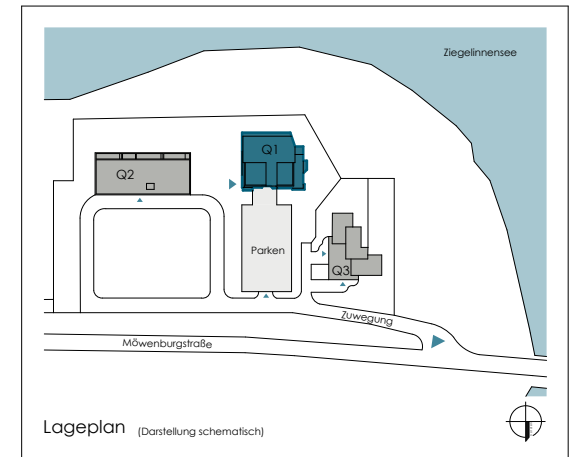 Ziegelinnensee
Q1
Q2
Parken
Q3
Zuwegung
Möwenburgstraße
Lageplan (Darstellung schematisch)